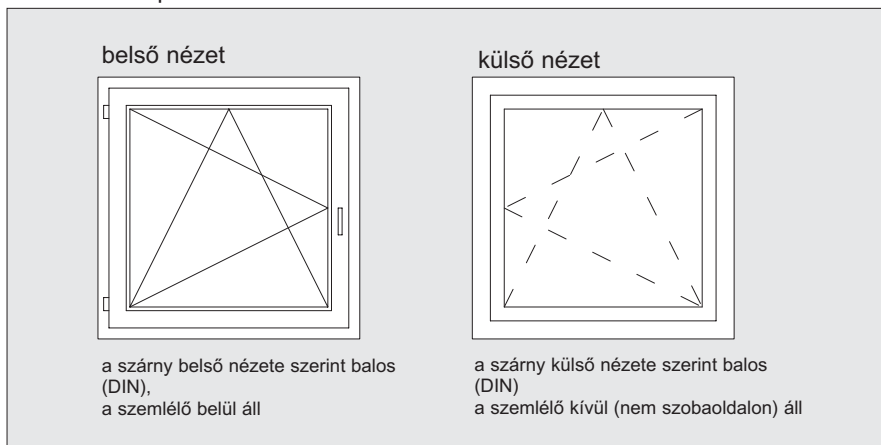 belső nézet
a szárny belső nézete szerint balos
(DIN),
a szemlélő belül áll
külső nézet
a szárny külső nézete szerint balos
(DIN)
a szemlélő kívül (nem szobaoldalon) áll